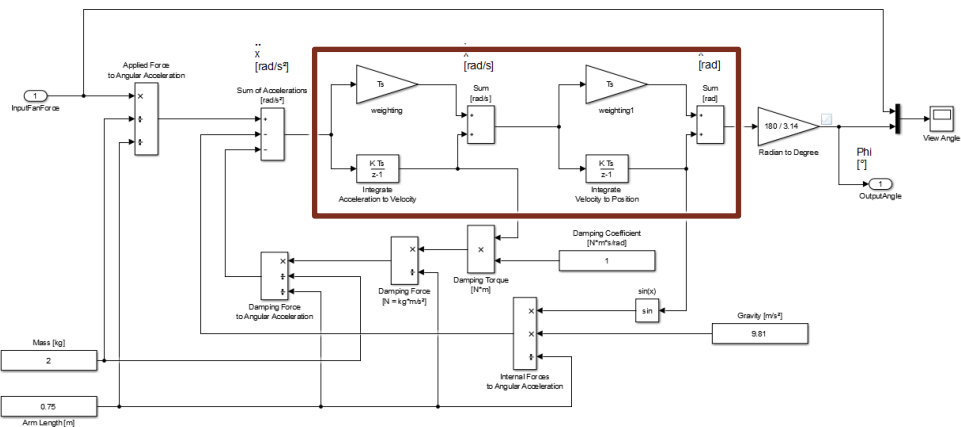 ..
x
[rad/s²]
[rad/s]
[rad]
Applied Force
to Angular Acceleration
1
InputFanForce
×
÷
÷
Sum of Accelerations
[rad/s²]
+
−
−
Ts
weighting
K Ts
z-1
Integrate
Acceleration to Velocity
Sum
[rad/s]
+
+
Ts
weighting1
K Ts
z-1
Integrate
Velocity to Position
Sum
[rad]
+
+
180 / 3.14
Radian to Degree
View Angle
Phi
[°]
1
OutputAngle
Damping Coefficient
[N*m*s/rad]
1
×
Damping Torque
[N*m]
×
÷
Damping Force
[N = kg*m/s²]
×
÷
÷
Damping Force
to Angular Acceleration
sin(x)
sin
Gravity [m/s²]
9.81
×
×
÷
Internal Forces
to Angular Acceleration
Mass [kg]
2
0.75
Arm Length [m]